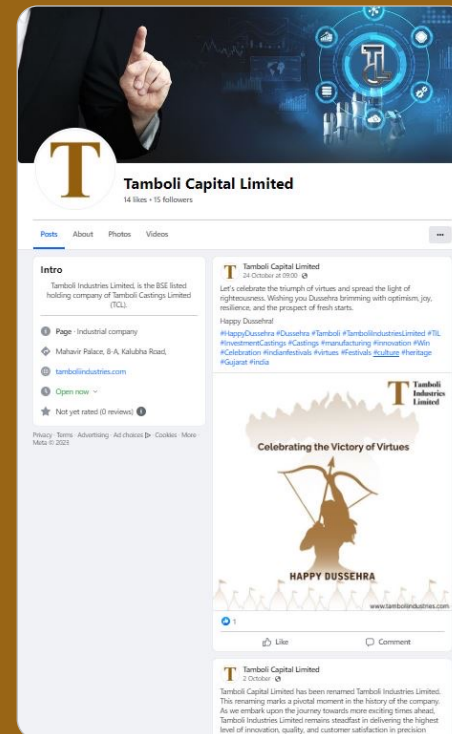 T
Tamboli Capital Limited
14 likes • 15 followers
Posts About Photos Videos
Intro
Tamboli Industries Limited, is the BSE listed
holding company of Tamboli Castings Limited
(TCL).
Page · Industrial company
Mahavir Palace, 8-A, Kalubha Road,
tamboliindustries.com
Open now
Not yet rated (0 reviews)
Privacy · Terms · Advertising · Ad choices · Cookies · More ·
Meta © 2023
T
Tamboli Capital Limited
24 October at 09:00
Let's celebrate the triumph of virtues and spread the light of
righteousness. Wishing you Dussehra brimming with optimism, joy,
resilience, and the prospect of fresh starts.
Happy Dussehra!
#HappyDussehra #Dussehra #Tamboli #TamboliIndustriesLimited #TIL
#InvestmentCastings #Castings #manufacturing #innovation #Win
#Celebration #indianfestivals #virtues #Festivals #culture #heritage
#Gujarat #india
T Tamboli
Industries
Limited
Celebrating the Victory of Virtues
HAPPY DUSSEHRA
www.tamboliindustries.com
1
Like Comment
T
Tamboli Capital Limited
2 October
Tamboli Capital Limited has been renamed Tamboli Industries Limited.
This renaming marks a pivotal moment in the history of the company.
As we embark upon the journey towards more exciting times ahead,
Tamboli Industries Limited remains steadfast in delivering the highest
level of innovation, quality, and customer satisfaction in precision